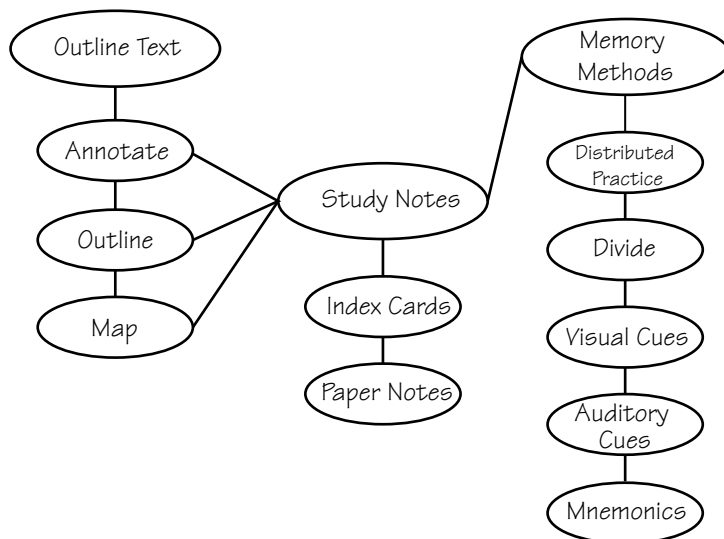 Outline Text
Annotate
Outline
Map
Study Notes
Index Cards
Paper Notes
Memory
Methods
Distributed
Practice
Divide
Visual Cues
Auditory
Cues
Mnemonics